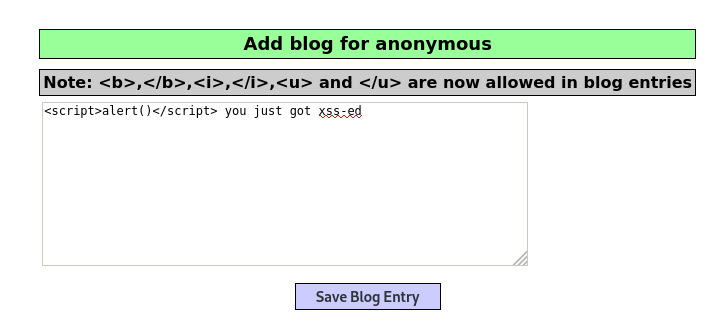 Add blog for anonymous
Note: <b>,</b>,<i>,</i>,<u> and </u> are now allowed in blog entries
<script>alert()</script> you just got xss-ed
Save Blog Entry